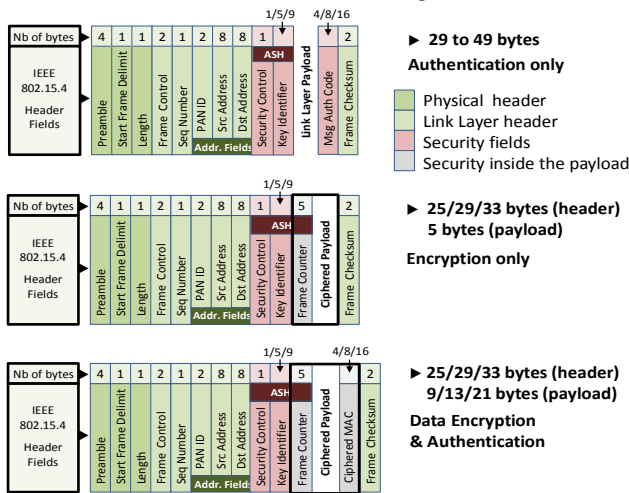 1/5/9 4/8/16
Nb of bytes 4 1 1 2 1 2 8 8 1 2
IEEE
802.15.4
Header
Fields
Preamble
Start Frame Delimit
Length
Frame Control
Seq Number
PAN ID
Src Address
Dst Address
Addr. Fields
ASH
Security Control
Key Identifier
Link Layer Payload
Msg Auth Code
Frame Checksum
► 29 to 49 bytes
Authentication only
Physical header
Link Layer header
Security fields
Security inside the payload
1/5/9
Nb of bytes 4 1 1 2 1 2 8 8 1 5 2
IEEE
802.15.4
Header
Fields
Preamble
Start Frame Delimit
Length
Frame Control
Seq Number
PAN ID
Src Address
Dst Address
Addr. Fields
ASH
Security Control
Key Identifier
Frame Counter
Ciphered Payload
Frame Checksum
► 25/29/33 bytes (header)
5 bytes (payload)
Encryption only
1/5/9 4/8/16
Nb of bytes 4 1 1 2 1 2 8 8 1 5 2
IEEE
802.15.4
Header
Fields
Preamble
Start Frame Delimit
Length
Frame Control
Seq Number
PAN ID
Src Address
Dst Address
Addr. Fields
ASH
Security Control
Key Identifier
Frame Counter
Ciphered Payload
Ciphered MAC
Frame Checksum
► 25/29/33 bytes (header)
9/13/21 bytes (payload)
Data Encryption
& Authentication